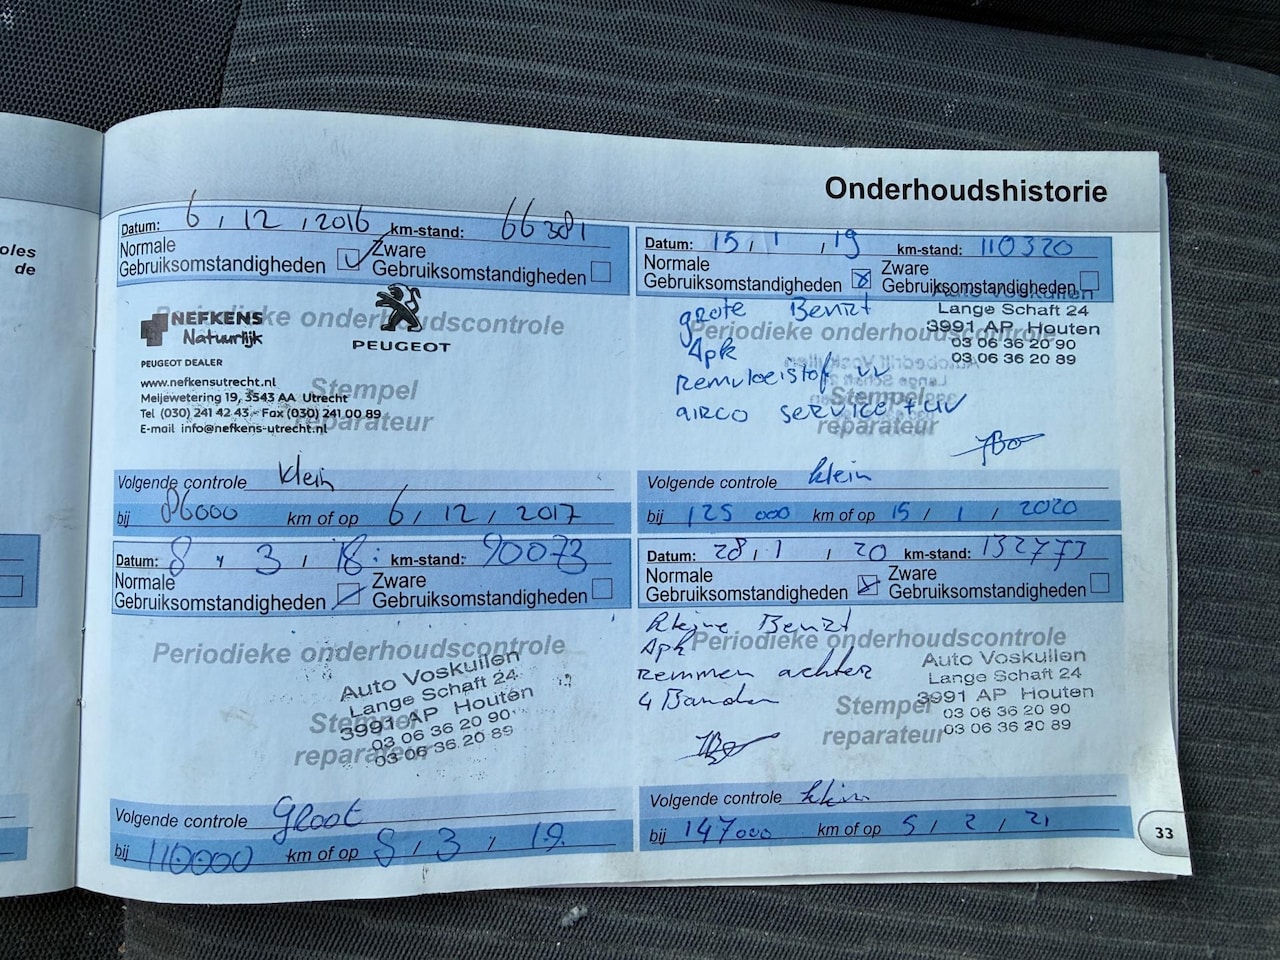 oles
de
Onderhoudshistorie
Datum: 6 , 12 , 2016 km-stand: 66381
Normale Gebruiksomstandigheden Zware Gebruiksomstandigheden
Periodieke onderhoudscontrole
NEFKENS
Natuurlijk
PEUGEOT
PEUGEOT DEALER
www.nefkensutrecht.nl
Meijewetering 19, 3543 AA Utrecht
Tel (030) 241 42 43 - Fax (030) 241 00 89
E-mail info@nefkens-utrecht.nl
Stempel
reparateur
Volgende controle klein
bij 86000 km of op 6 / 12 / 2017
Datum: 8 , 3 , 18 km-stand: 90073
Normale Gebruiksomstandigheden Zware Gebruiksomstandigheden
Periodieke onderhoudscontrole
Auto Voskuilen
Lange Schaft 24
3991 AP Houten
03 06 36 20 90
03 06 36 20 89
Stempel
reparateur
Volgende controle Groot
bij 110000 km of op 8 / 3 / 19
Datum: 15 , 1 , 19 km-stand: 110320
Normale Gebruiksomstandigheden Zware Gebruiksomstandigheden
Auto Voskuilen
Lange Schaft 24
3991 AP Houten
03 06 36 20 90
03 06 36 20 89
grote Beurt
Periodieke onderhoudscontrole
Apk
remvloeistof vv
airco service + uv
Stempel
reparateur
Volgende controle klein
bij 125 000 km of op 15 / 1 / 2020
Datum: 28 , 1 , 20 km-stand: 132773
Normale Gebruiksomstandigheden Zware Gebruiksomstandigheden
Kleine Beurt
Periodieke onderhoudscontrole
Apk
remmen achter
4 Banden
Auto Voskuilen
Lange Schaft 24
3991 AP Houten
03 06 36 20 90
03 06 36 20 89
Stempel
reparateur
Volgende controle klein
bij 147000 km of op 5 / 2 / 21
33